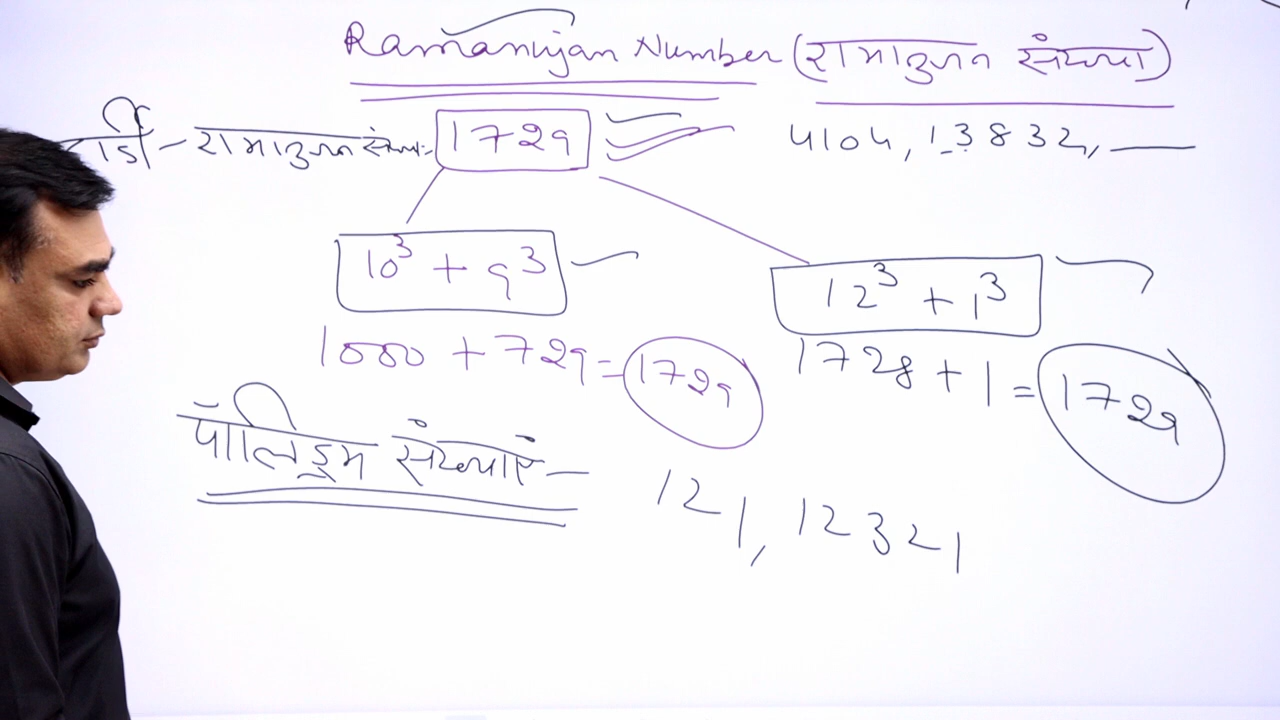 Ramanujan Number (रामानुजन संख्या)
हार्डी - रामानुजन संख्या:- 1729 4104, 13832, ___
10³ + 9³ 12³ + 1³
1000 + 729 = 1729 1728 + 1 = 1729
पॉलिड्रम संख्याएं - 121, 12321